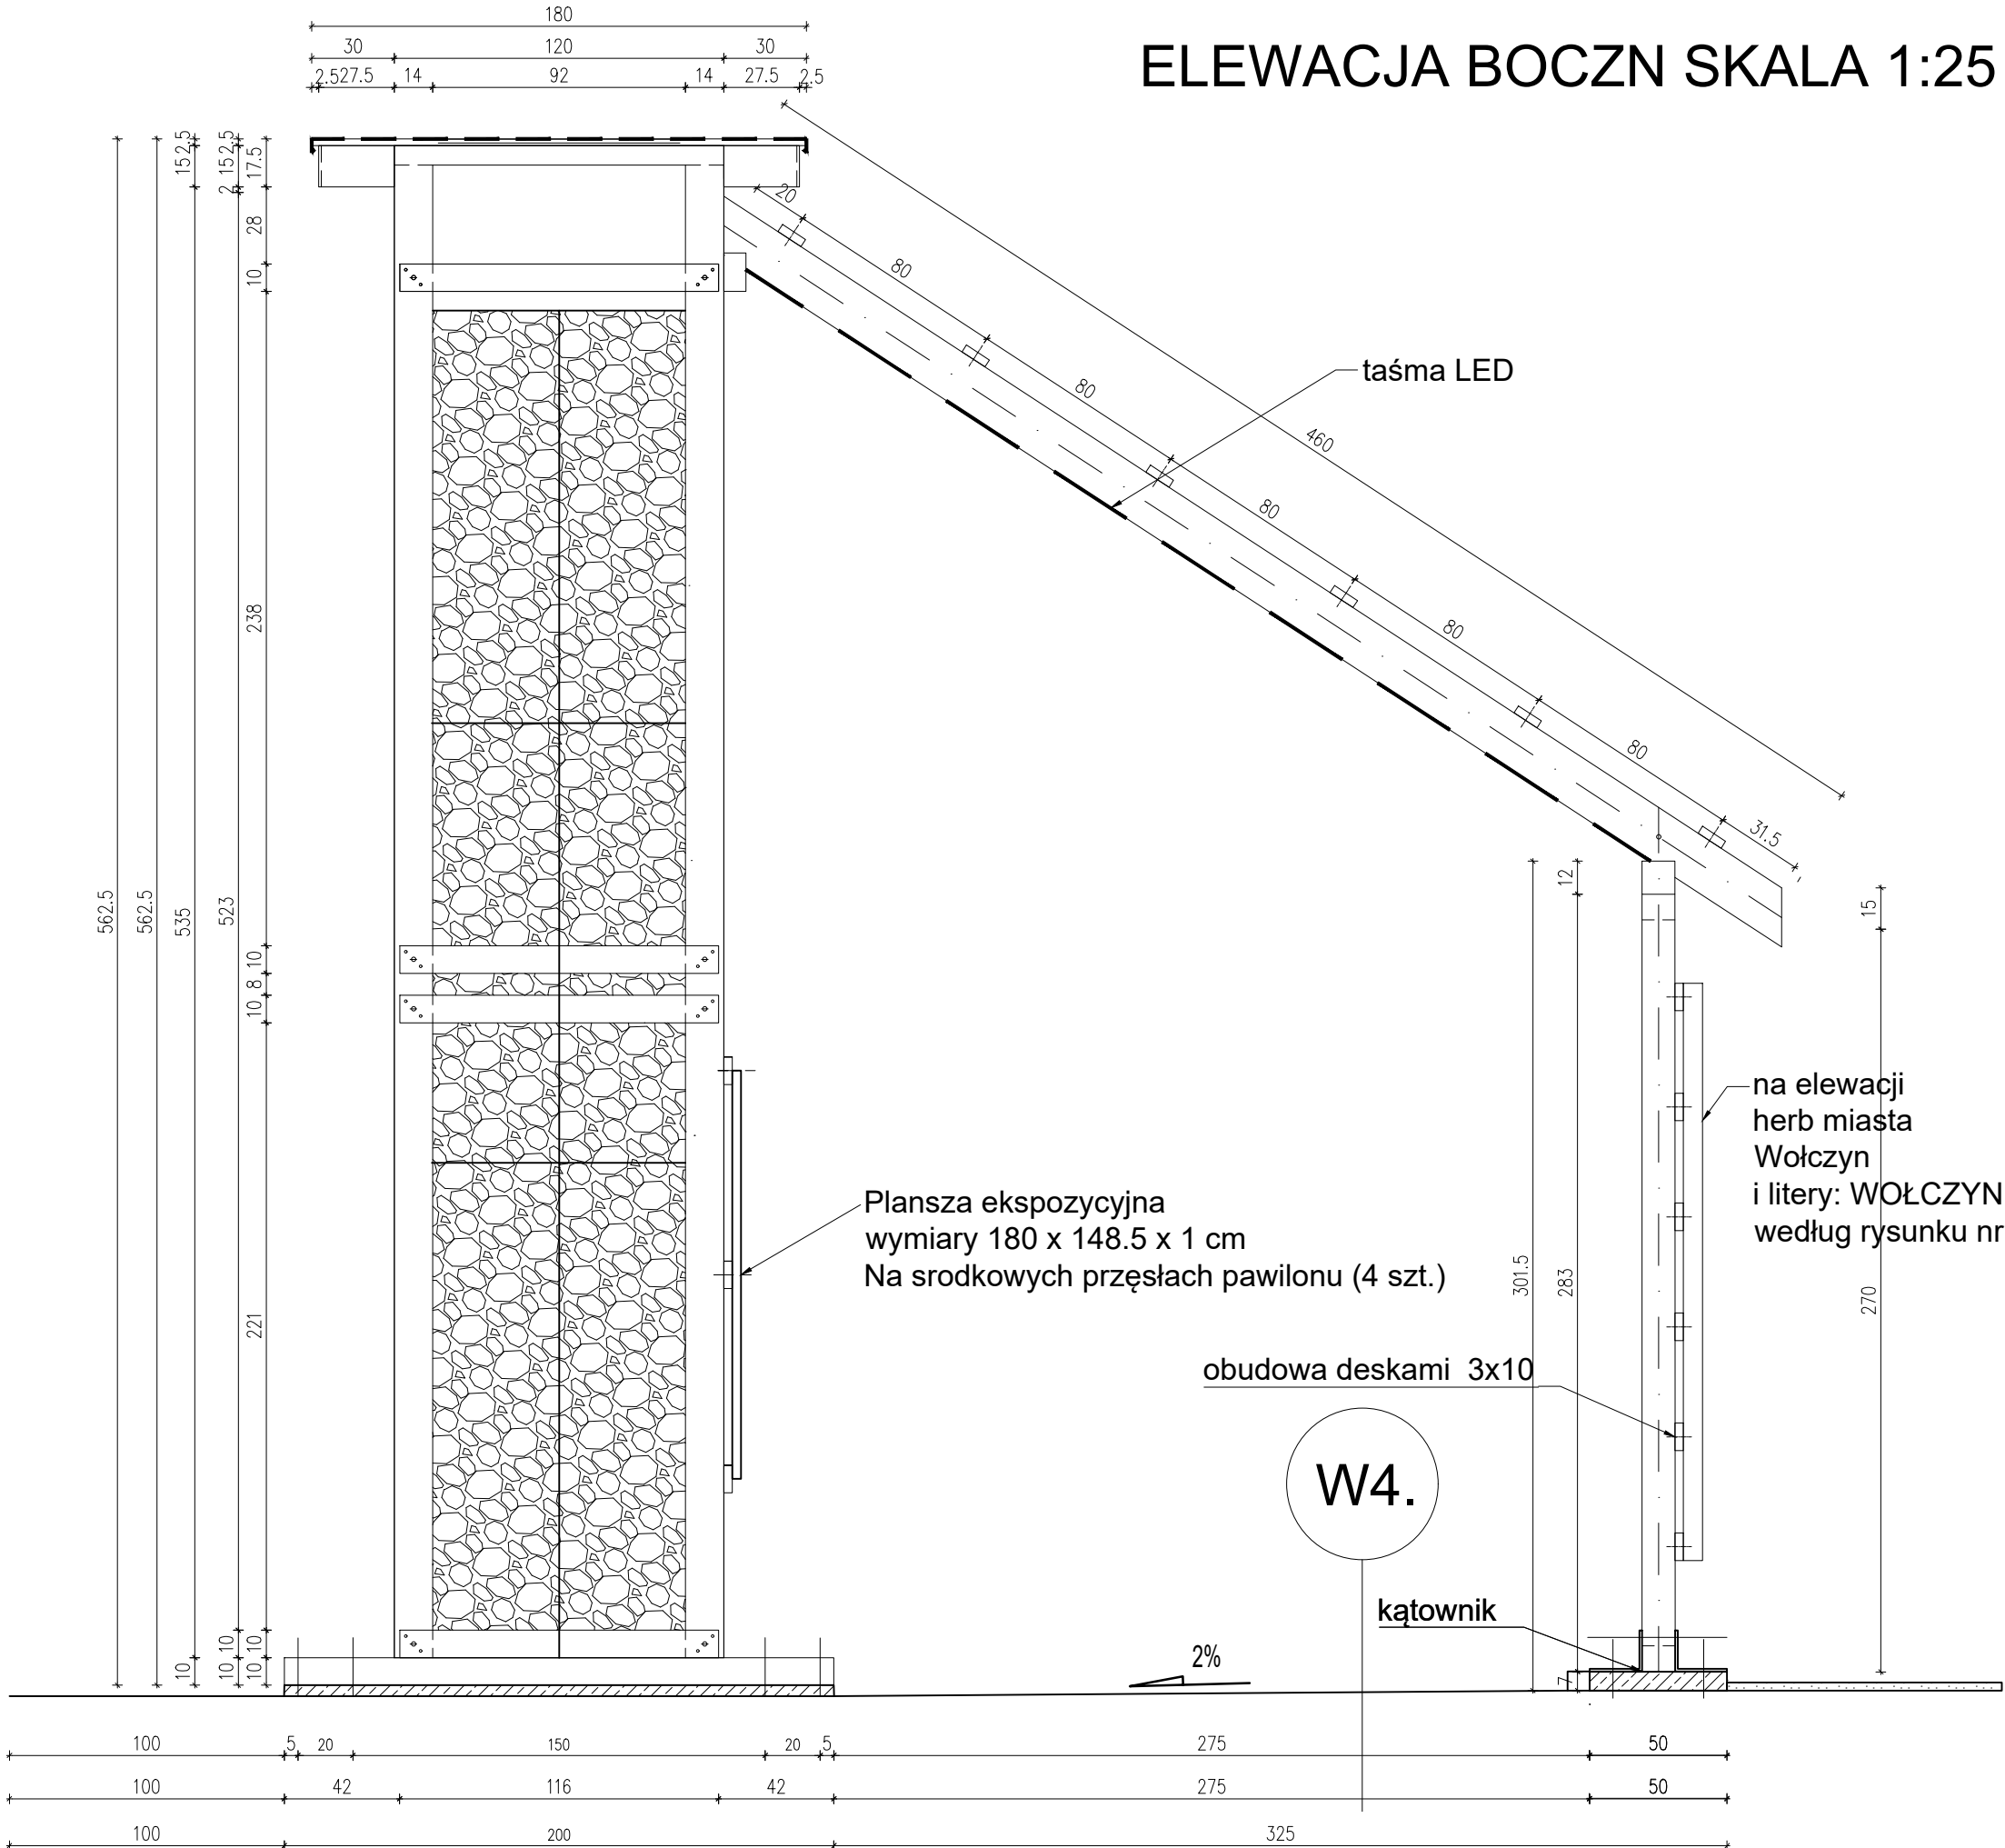 ELEWACJA BOCZN SKALA 1:25
180
30 120 30
2.5 27.5 14 92 14 27.5 2.5
562.5
562.5
15 2.5
535
10
15 2.5
2
523
10
10
17.5
28
10
238
10
8
10
221
10
10
20
80
80
80
80
80
31.5
460
taśma LED
12
301.5
283
7
15
270
na elewacji
herb miasta
Wołczyn
i litery: WOŁCZYN
według rysunku nr
Plansza ekspozycyjna
wymiary 180 x 148.5 x 1 cm
Na srodkowych przęsłach pawilonu (4 szt.)
obudowa deskami 3x10
W4.
kątownik
2%
100 5 20 150 20 5 275 50
100 42 116 42 275 50
100 200 325